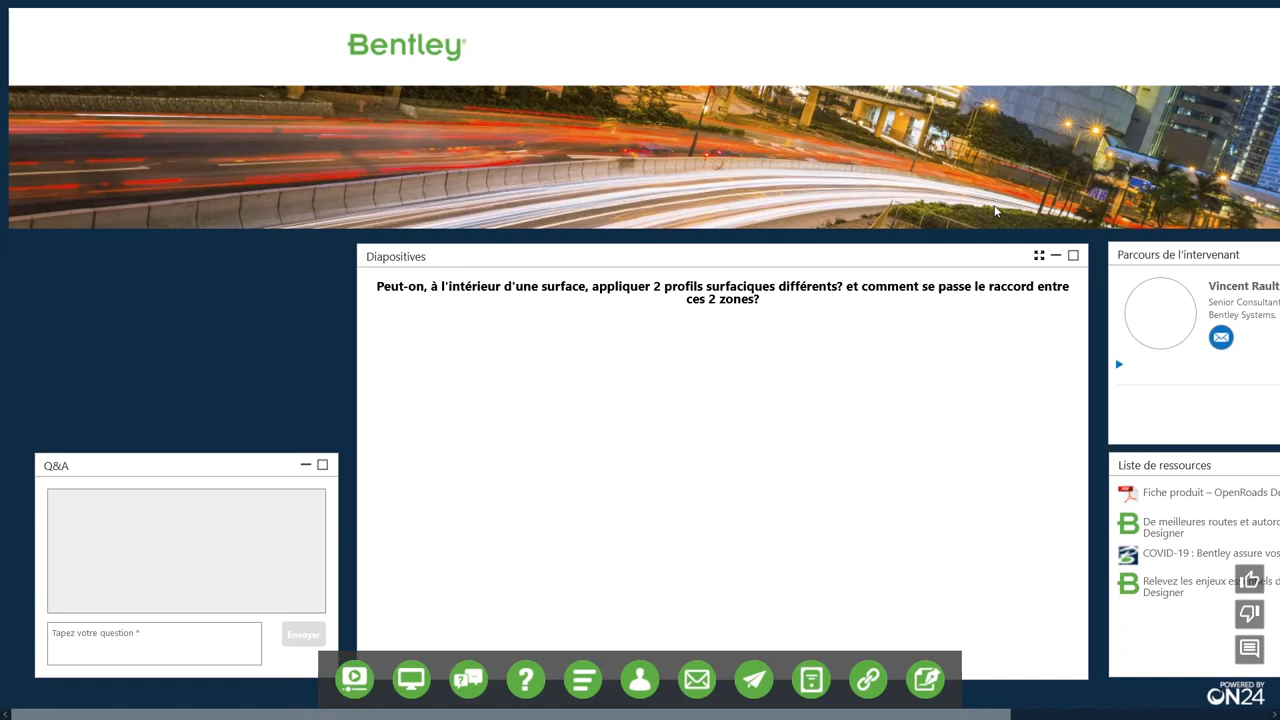 Bentley®
Diapositives
Peut-on, à l'intérieur d'une surface, appliquer 2 profils surfaciques différents? et comment se passe le raccord entre
ces 2 zones?
Parcours de l'intervenant
Vincent Rault
Senior Consultant
Bentley Systems,
Q&A
Tapez votre question *
Envoyer
Liste de ressources
Fiche produit – OpenRoads De
De meilleures routes et autoro
Designer
COVID-19 : Bentley assure vos
Relevez les enjeux
Designer
POWERED BY
ON24